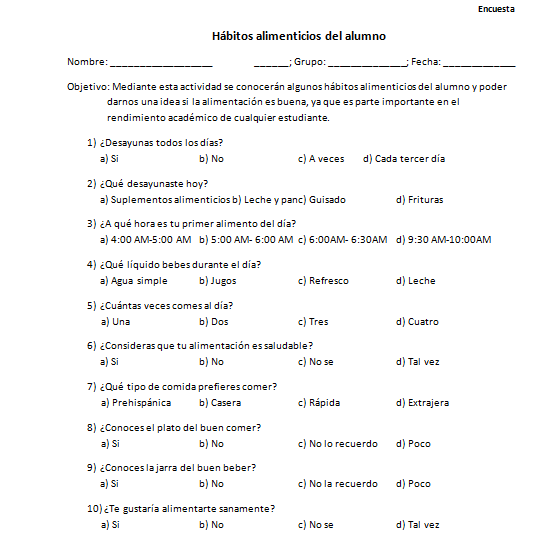 Encuesta
Hábitos alimenticios del alumno
Nombre: __________________ ______; Grupo: ______________; Fecha: _____________
Objetivo: Mediante esta actividad se conocerán algunos hábitos alimenticios del alumno y poder
darnos una idea si la alimentación es buena, ya que es parte importante en el
rendimiento académico de cualquier estudiante.
1) ¿Desayunas todos los días?
a) Si b) No c) A veces d) Cada tercer día
2) ¿Qué desayunaste hoy?
a) Suplementos alimenticios b) Leche y pan c) Guisado d) Frituras
3) ¿A qué hora es tu primer alimento del día?
a) 4:00 AM-5:00 AM b) 5:00 AM- 6:00 AM c) 6:00AM- 6:30AM d) 9:30 AM-10:00AM
4) ¿Qué líquido bebes durante el día?
a) Agua simple b) Jugos c) Refresco d) Leche
5) ¿Cuántas veces comes al día?
a) Una b) Dos c) Tres d) Cuatro
6) ¿Consideras que tu alimentación es saludable?
a) Si b) No c) No se d) Tal vez
7) ¿Qué tipo de comida prefieres comer?
a) Prehispánica b) Casera c) Rápida d) Extrajera
8) ¿Conoces el plato del buen comer?
a) Si b) No c) No lo recuerdo d) Poco
9) ¿Conoces la jarra del buen beber?
a) Si b) No c) No la recuerdo d) Poco
10) ¿Te gustaría alimentarte sanamente?
a) Si b) No c) No se d) Tal vez